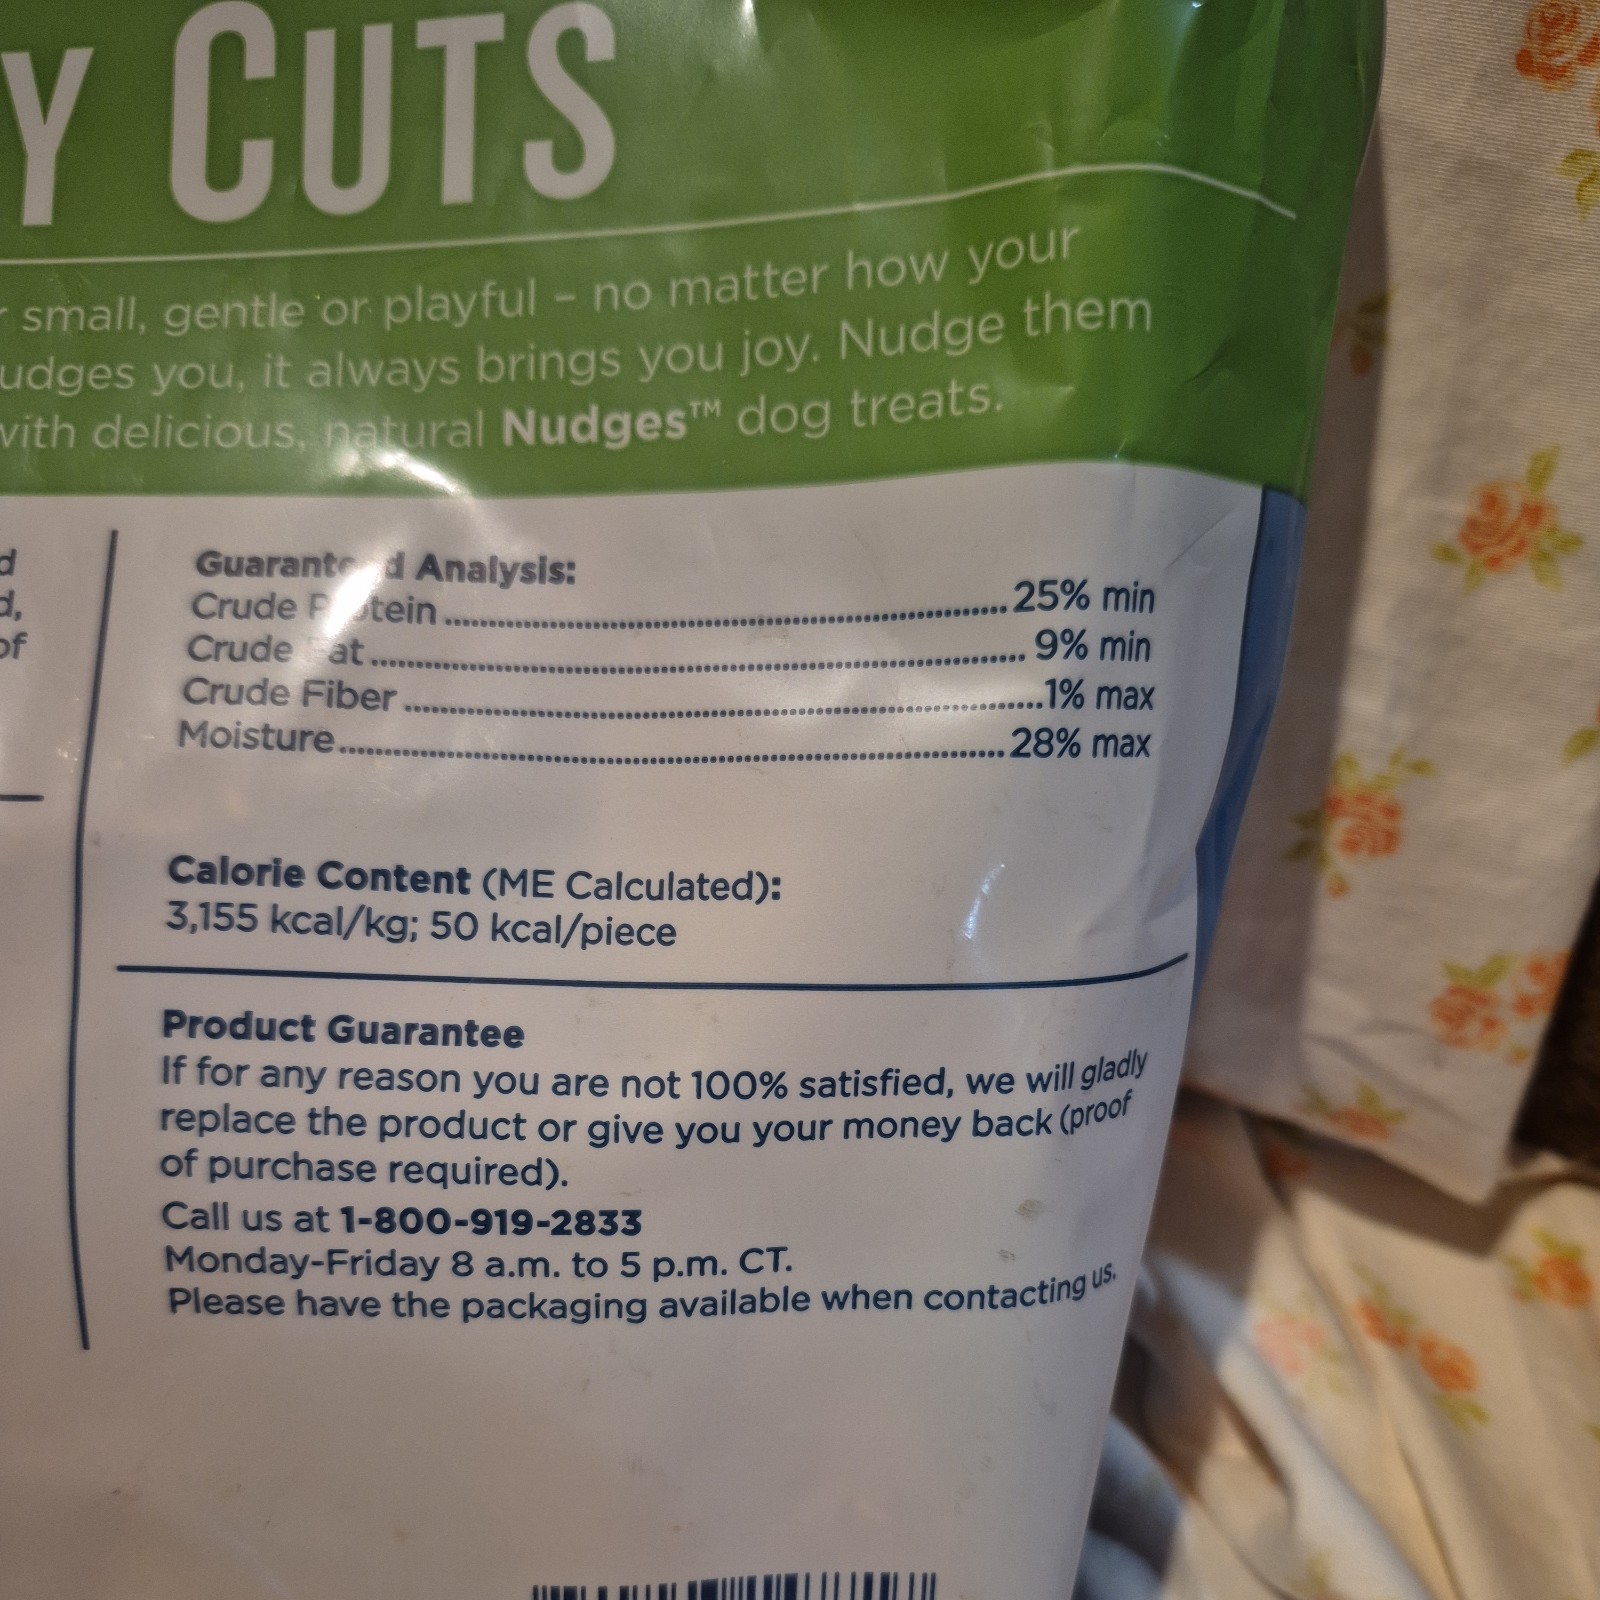 Y CUTS
small, gentle or playful – no matter how your
udges you, it always brings you joy. Nudge them
with delicious, natural Nudges™ dog treats.
d
d,
of
Guaranteed Analysis:
Crude Protein 25% min
Crude Fat 9% min
Crude Fiber 1% max
Moisture 28% max
Calorie Content (ME Calculated):
3,155 kcal/kg; 50 kcal/piece
Product Guarantee
If for any reason you are not 100% satisfied, we will gladly
replace the product or give you your money back (proof
of purchase required).
Call us at 1-800-919-2833
Monday-Friday 8 a.m. to 5 p.m. CT.
Please have the packaging available when contacting us.